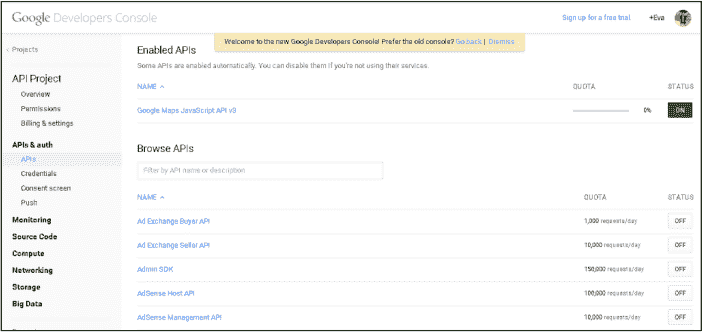 Google Developers Console
Sign up for a free trial
+Eva
Welcome to the new Google Developers Console! Prefer the old console? Go back | Dismiss
< Projects
API Project
Overview
Permissions
Billing & settings
APIs & auth
APIs
Credentials
Consent screen
Push
Monitoring
Source Code
Compute
Networking
Storage
Big Data
Enabled APIs
Some APIs are enabled automatically. You can disable them if you're not using their services.
NAME QUOTA STATUS
Google Maps JavaScript API v3 0% ON
Browse APIs
Filter by API name or description
NAME QUOTA STATUS
Ad Exchange Buyer API 1,000 requests/day OFF
Ad Exchange Seller API 10,000 requests/day OFF
Admin SDK 150,000 requests/day OFF
AdSense Host API 100,000 requests/day OFF
AdSense Management API 10,000 requests/day OFF